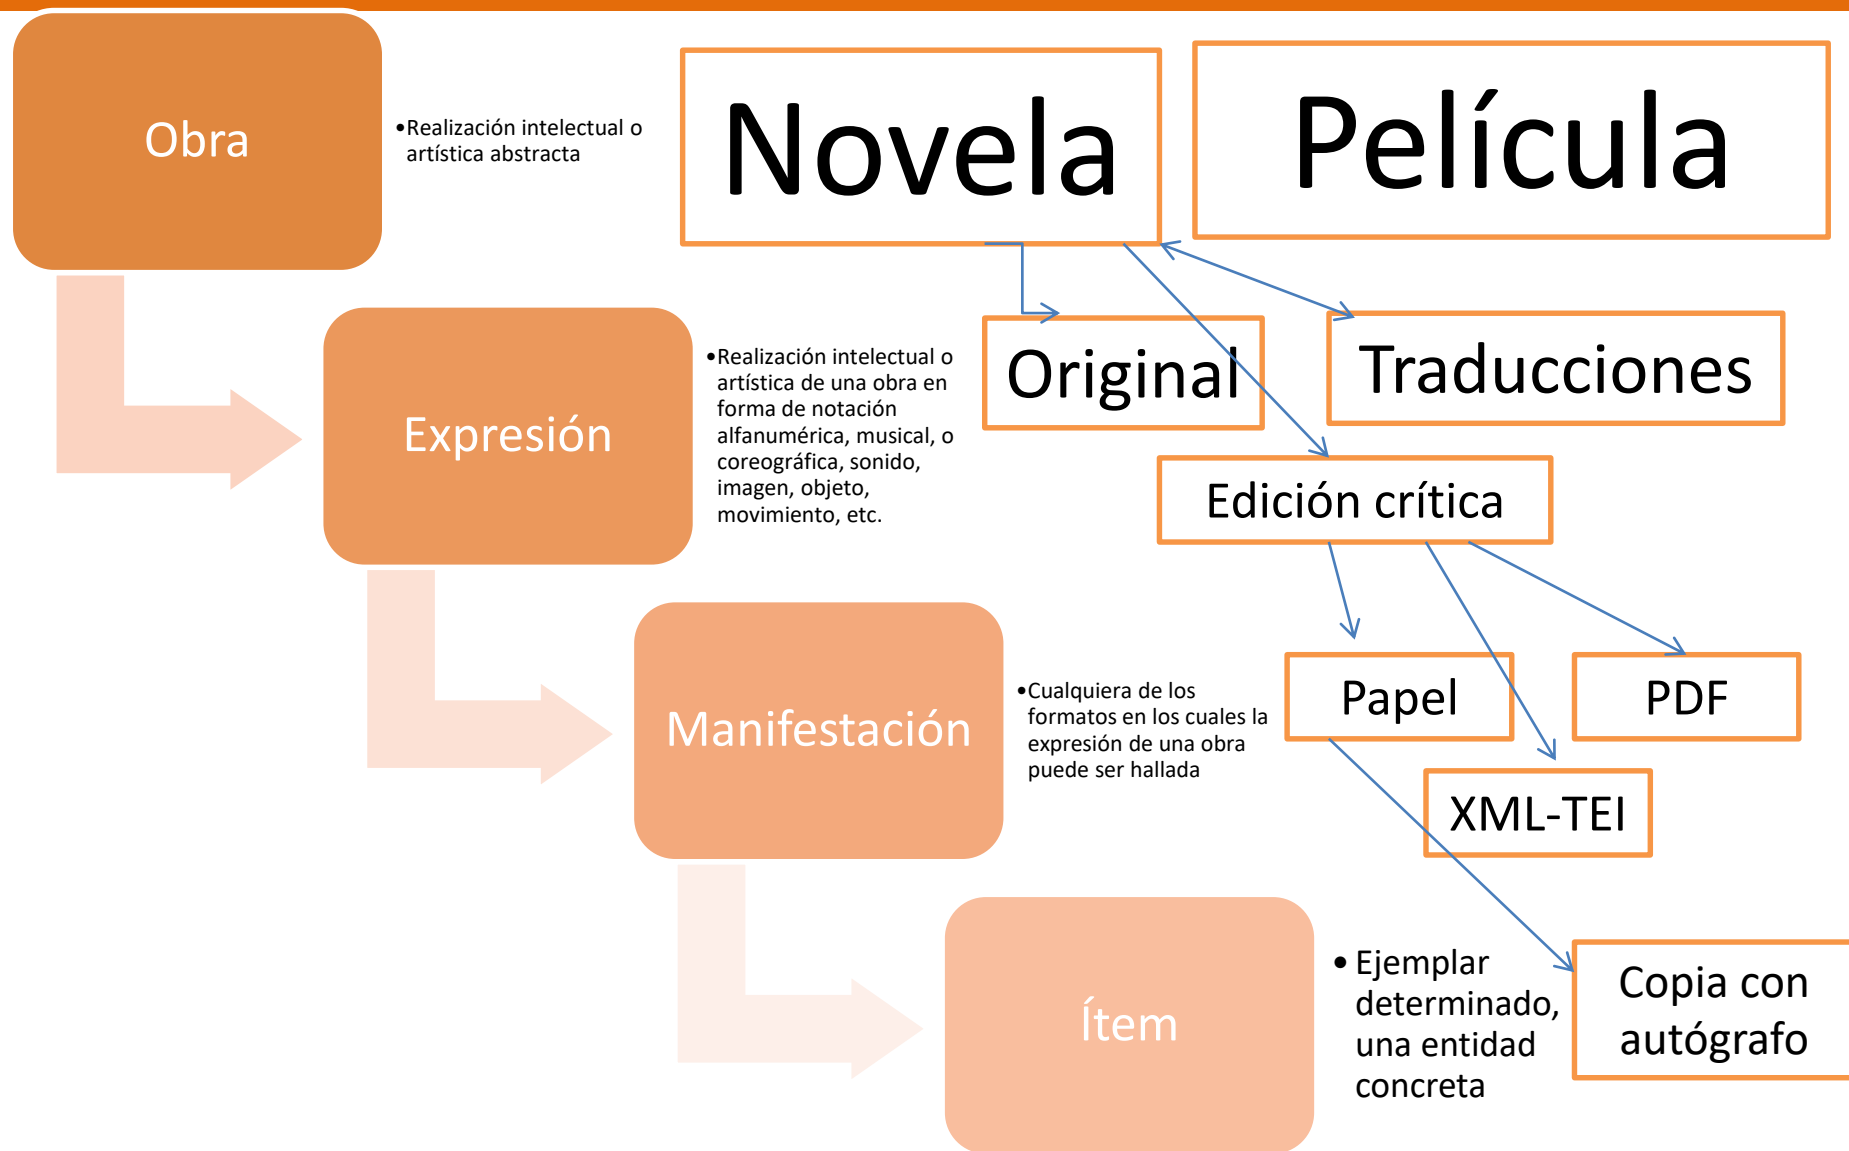 Obra
•Realización intelectual o
artística abstracta
Novela
Película
Expresión
•Realización intelectual o
artística de una obra en
forma de notación
alfanumérica, musical, o
coreográfica, sonido,
imagen, objeto,
movimiento, etc.
Original
Traducciones
Edición crítica
Manifestación
•Cualquiera de los
formatos en los cuales la
expresión de una obra
puede ser hallada
Papel
PDF
XML-TEI
Ítem
• Ejemplar
determinado,
una entidad
concreta
Copia con
autógrafo